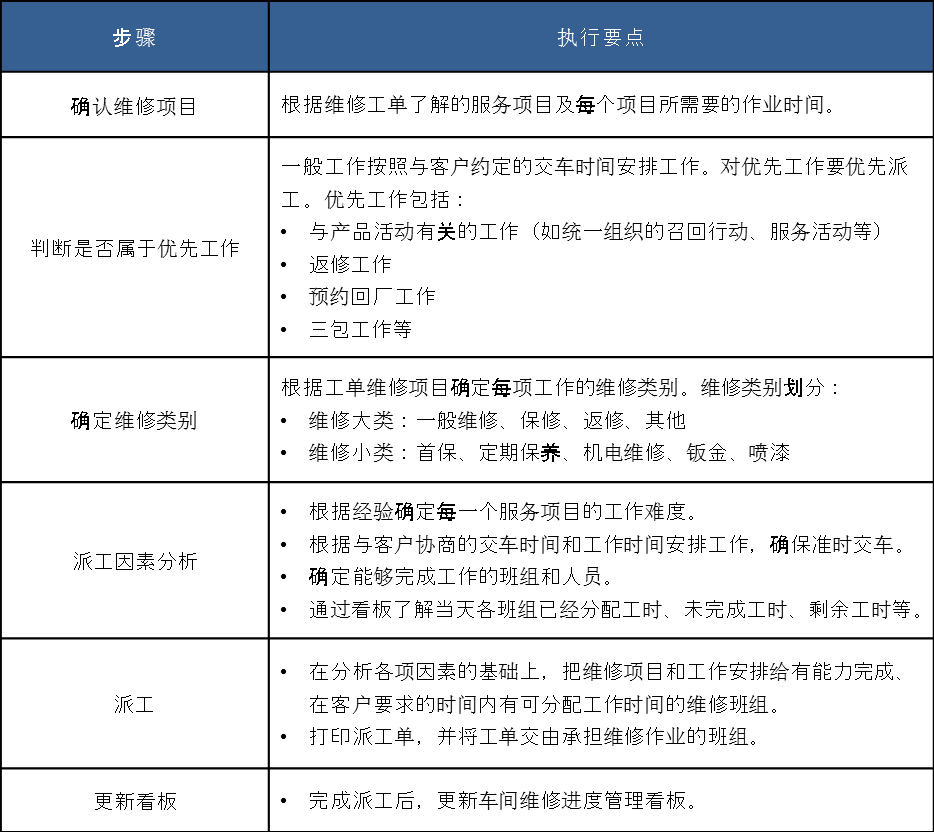 步骤
执行要点
确认维修项目
根据维修工单了解的服务项目及每个项目所需要的作业时间。
判断是否属于优先工作
一般工作按照与客户约定的交车时间安排工作。对优先工作要优先派
工。优先工作包括：
• 与产品活动有关的工作（如统一组织的召回行动、服务活动等）
• 返修工作
• 预约回厂工作
• 三包工作等
确定维修类别
根据工单维修项目确定每项工作的维修类别。维修类别划分：
• 维修大类：一般维修、保修、返修、其他
• 维修小类：首保、定期保养、机电维修、钣金、喷漆
派工因素分析
• 根据经验确定每一个服务项目的工作难度。
• 根据与客户协商的交车时间和工作时间安排工作，确保准时交车。
• 确定能够完成工作的班组和人员。
• 通过看板了解当天各班组已经分配工时、未完成工时、剩余工时等。
派工
• 在分析各项因素的基础上，把维修项目和工作安排给有能力完成、
在客户要求的时间内有可分配工作时间的维修班组。
• 打印派工单，并将工单交由承担维修作业的班组。
更新看板
• 完成派工后，更新车间维修进度管理看板。